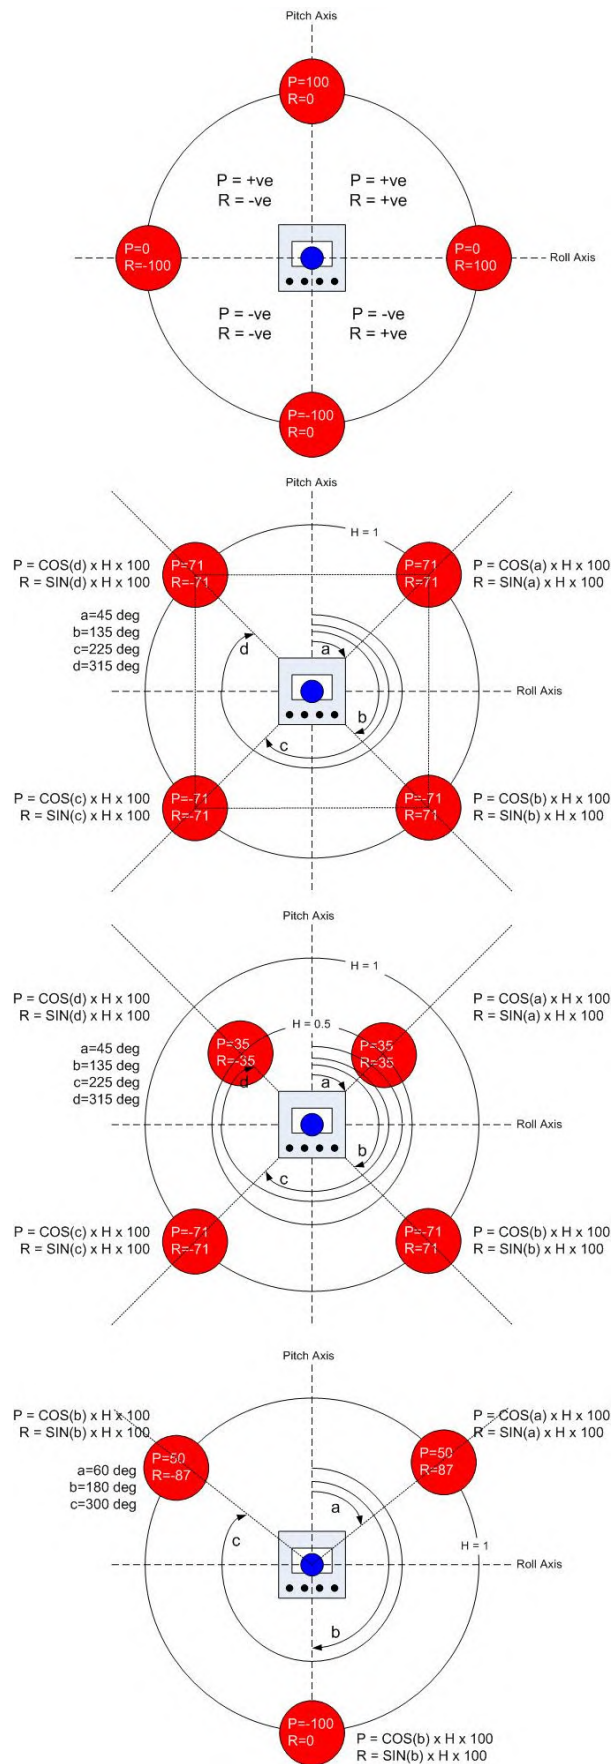 Pitch Axis
P=100
R=0
P = +ve
R = -ve
P = +ve
R = +ve
P=0
R=-100
P=0
R=100
Roll Axis
P = -ve
R = -ve
P = -ve
R = +ve
P=-100
R=0
Pitch Axis
H = 1
P = COS(d) x H x 100
R = SIN(d) x H x 100
P=71
R=-71
P=71
R=71
P = COS(a) x H x 100
R = SIN(a) x H x 100
a=45 deg
b=135 deg
c=225 deg
d=315 deg
d
a
Roll Axis
b
c
P = COS(c) x H x 100
R = SIN(c) x H x 100
P=-71
R=-71
P=-71
R=71
P = COS(b) x H x 100
R = SIN(b) x H x 100
Pitch Axis
H = 1
P = COS(d) x H x 100
R = SIN(d) x H x 100
P = COS(a) x H x 100
R = SIN(a) x H x 100
H = 0.5
P=35
R=-35
P=35
R=35
a=45 deg
b=135 deg
c=225 deg
d=315 deg
d
a
Roll Axis
b
c
P = COS(c) x H x 100
R = SIN(c) x H x 100
P=-71
R=-71
P=-71
R=71
P = COS(b) x H x 100
R = SIN(b) x H x 100
Pitch Axis
P = COS(b) x H x 100
R = SIN(b) x H x 100
P = COS(a) x H x 100
R = SIN(a) x H x 100
P=50
R=-87
P=50
R=87
a=60 deg
b=180 deg
c=300 deg
a
c
H = 1
Roll Axis
b
P=-100
R=0
P = COS(b) x H x 100
R = SIN(b) x H x 100